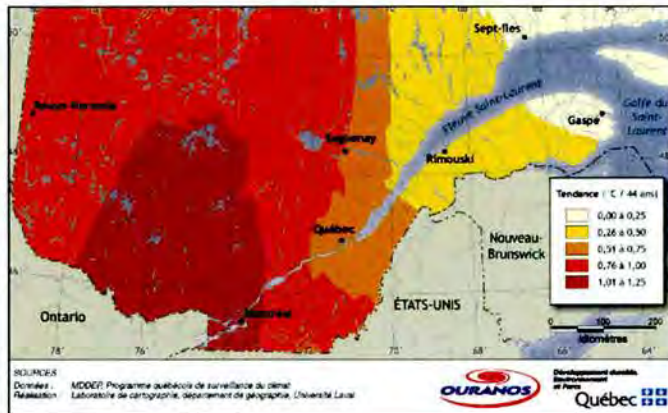 Sept-Iles
Rouyn-Noranda
Fleuve Saint-Laurent
Gaspé
Golfe du
Saint-
Laurent
Saguenay
Rimouski
Tendance (°C / 44 ans)
0,00 à 0,25
0,26 à 0,50
0,51 à 0,75
0,76 à 1,00
1,01 à 1,25
Québec
Nouveau-
Brunswick
Ontario
Montréal
ÉTATS-UNIS
0 100 200
kilomètres
78° 76° 70° 68° 66° 64°
SOURCES
Données : MDDEP, Programme québécois de surveillance du climat
Réalisation : Laboratoire de cartographie, département de géographie, Université Laval
OURANOS
Développement durable,
Environnement
et Parcs
Québec